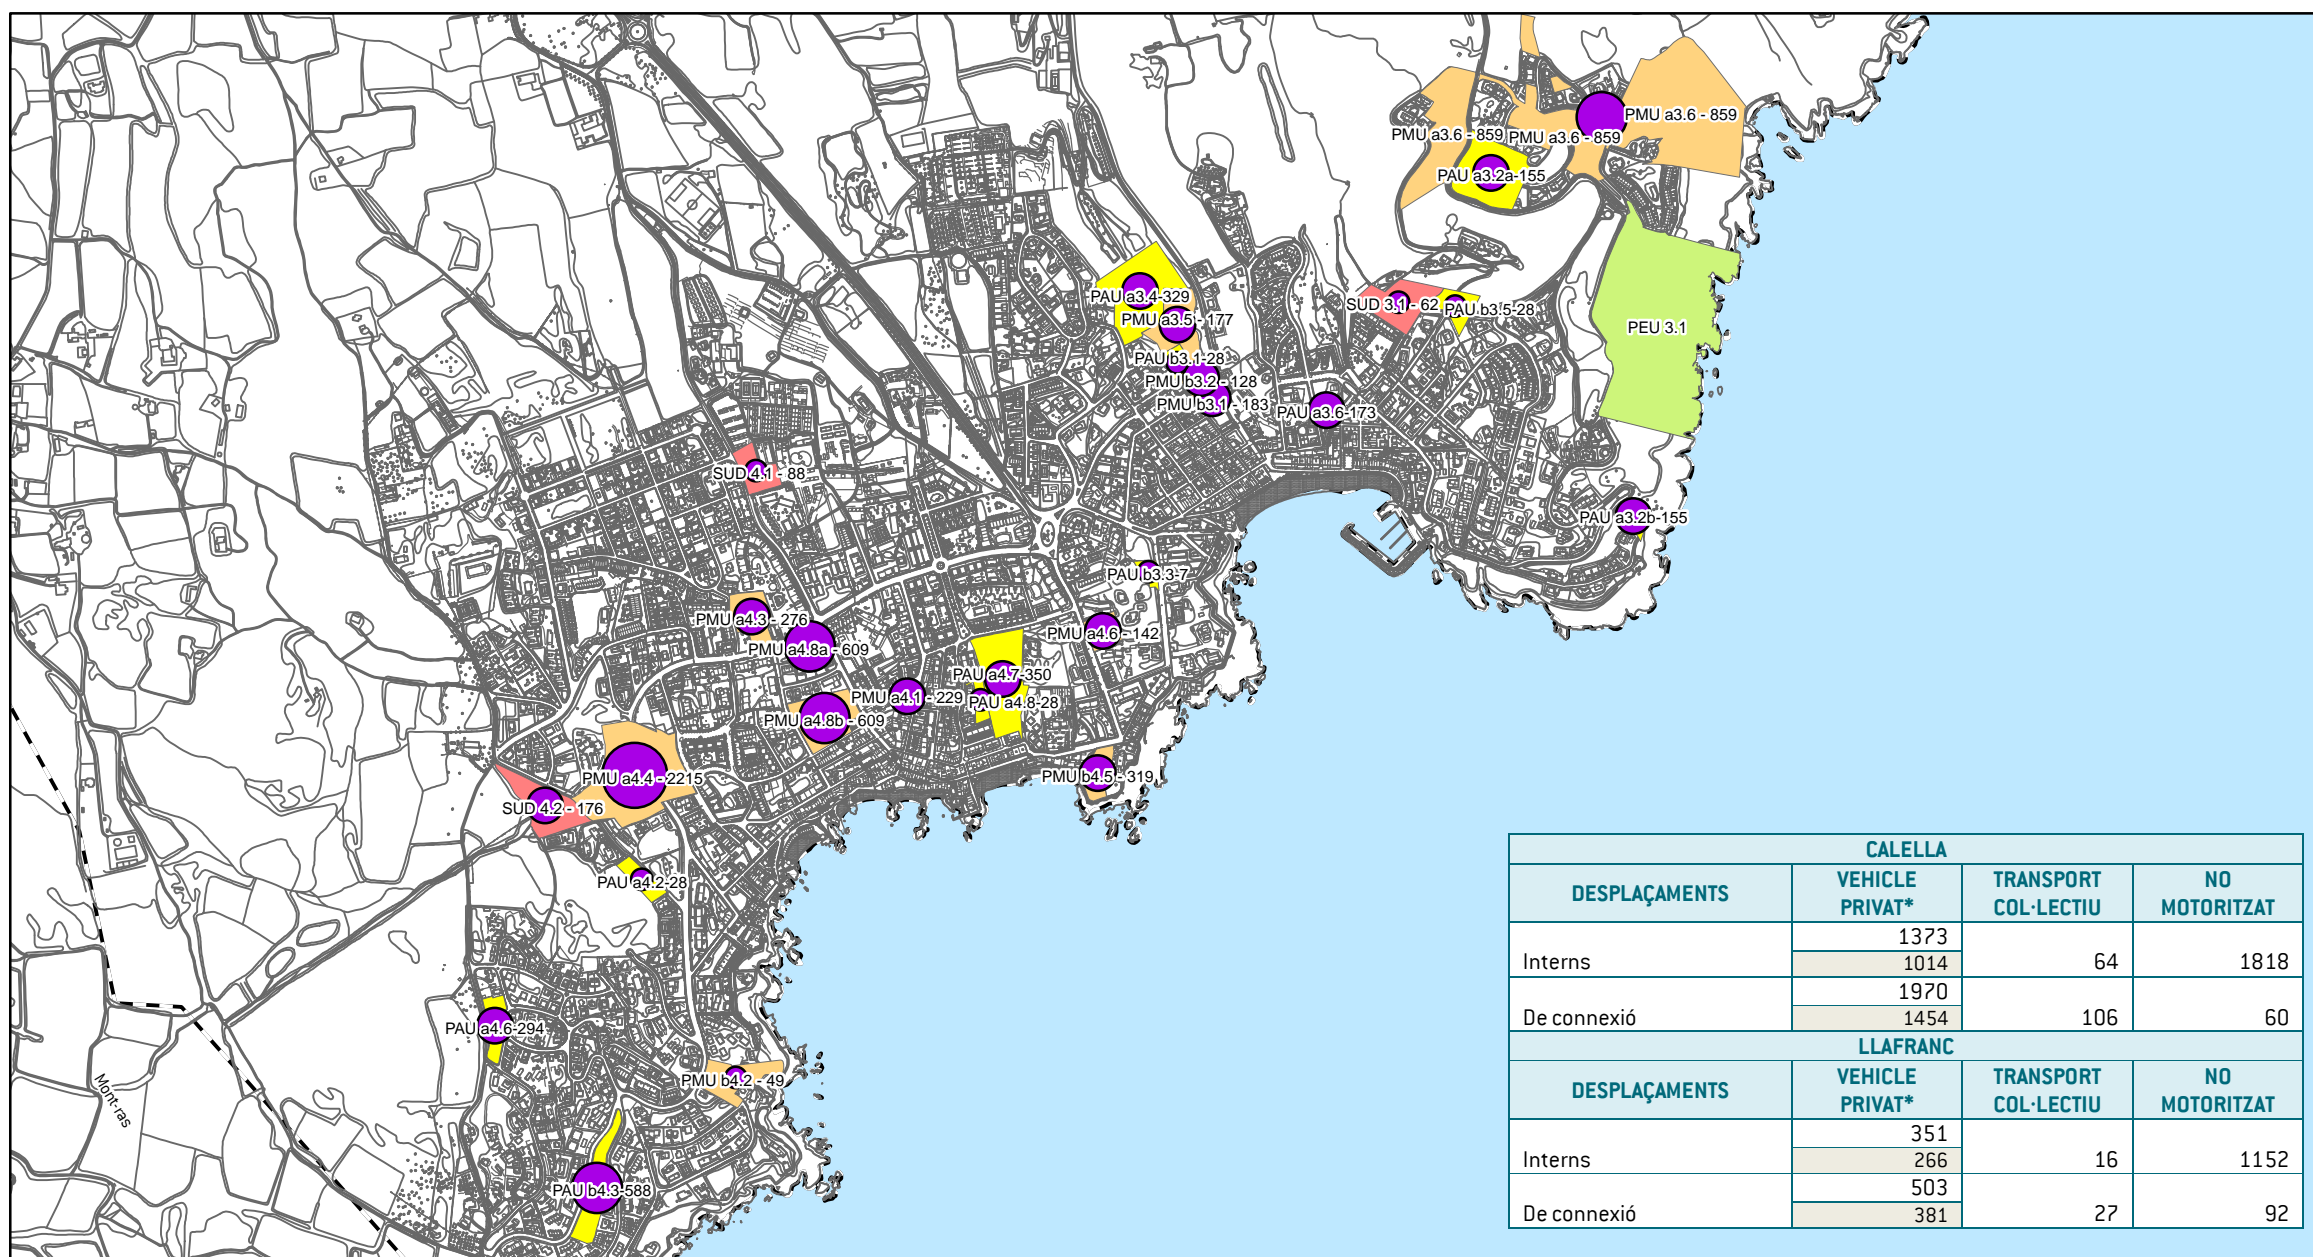 PMU a3.6 - 859
PMU a3.6 - 859
PMU a3.6 - 859
PAU a3.2a-155
PAU a3.4-329
PMU a3.5 - 177
SUD 3.1 - 62
PAU b3.5-28
PEU 3.1
PAU b3.1-28
PMU b3.2 - 128
PMU b3.1 - 183
PAU a3.6-173
SUD 4.1 - 88
PAU a3.2b-155
PAU b3.3-7
PMU a4.3 - 276
PMU a4.6 - 142
PMU a4.8a - 609
PAU a4.7-350
PMU a4.1 - 229
PAU a4.8-28
PMU a4.8b - 609
PMU a4.4 - 2215
PMU b4.5 - 319
SUD 4.2 - 176
PAU a4.2-28
PAU a4.6-294
PMU b4.2 - 49
Mont-ras
PAU b4.3-588
CALELLA
DESPLAÇAMENTS VEHICLE PRIVAT* TRANSPORT COL·LECTIU NO MOTORITZAT
1373
Interns 1014 64 1818
1970
De connexió 1454 106 60
LLAFRANC
DESPLAÇAMENTS VEHICLE PRIVAT* TRANSPORT COL·LECTIU NO MOTORITZAT
351
Interns 266 16 1152
503
De connexió 381 27 92